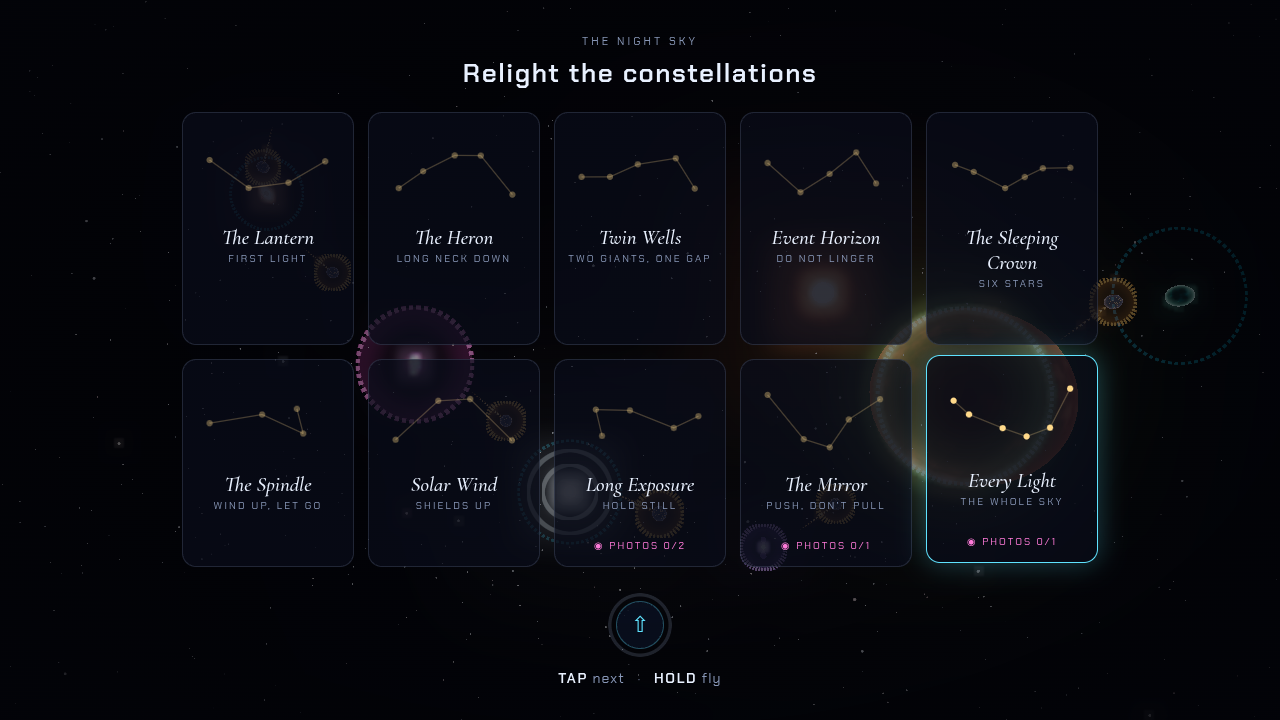 THE NIGHT SKY
Relight the constellations
The Lantern
FIRST LIGHT
The Heron
LONG NECK DOWN
Twin Wells
TWO GIANTS, ONE GAP
Event Horizon
DO NOT LINGER
The Sleeping
Crown
SIX STARS
The Spindle
WIND UP, LET GO
Solar Wind
SHIELDS UP
Long Exposure
HOLD STILL
◉ PHOTOS 0/2
The Mirror
PUSH, DON'T PULL
◉ PHOTOS 0/1
Every Light
THE WHOLE SKY
◉ PHOTOS 0/1
⇧
TAP next · HOLD fly